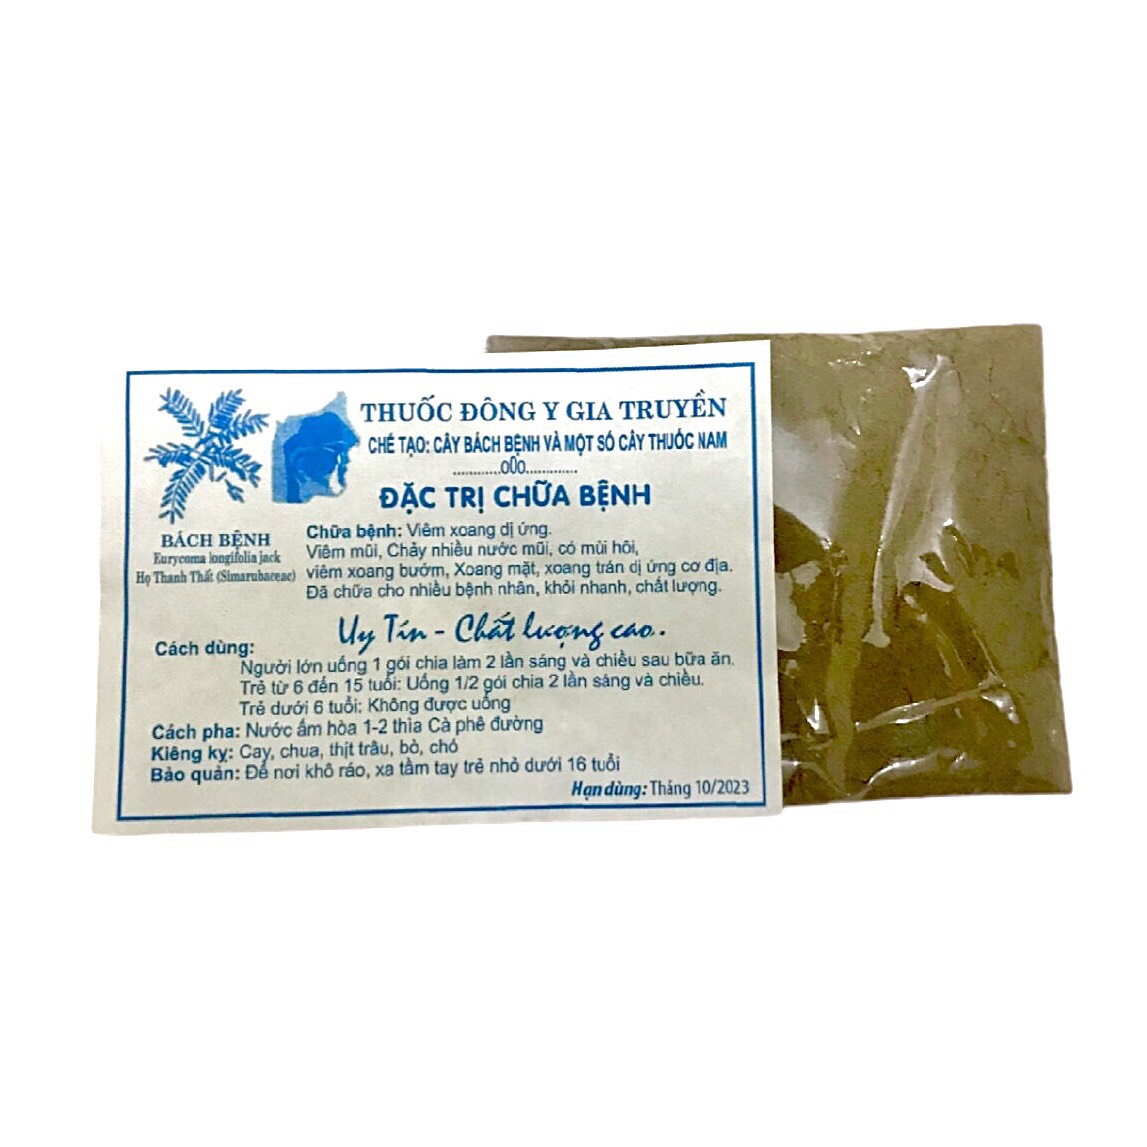 THUỐC ĐÔNG Y GIA TRUYỀN
CHẾ TẠO: CÂY BÁCH BỆNH VÀ MỘT SỐ CÂY THUỐC NAM
............o0o.............
ĐẶC TRỊ CHỮA BỆNH
BÁCH BỆNH
Eurycoma longifolia jack
Họ Thanh Thất (Simarubaceae)
Chữa bệnh: Viêm xoang dị ứng.
Viêm mũi, Chảy nhiều nước mũi, có mùi hôi,
viêm xoang bướm, Xoang mặt, xoang trán dị ứng cơ địa.
Đã chữa cho nhiều bệnh nhân, khỏi nhanh, chất lượng.
Uy Tín - Chất lượng cao.
Cách dùng:
Người lớn uống 1 gói chia làm 2 lần sáng và chiều sau bữa ăn.
Trẻ từ 6 đến 15 tuổi: Uống 1/2 gói chia 2 lần sáng và chiều.
Trẻ dưới 6 tuổi: Không được uống
Cách pha: Nước ấm hòa 1-2 thìa Cà phê đường
Kiêng kỵ: Cay, chua, thịt trâu, bò, chó
Bảo quản: Để nơi khô ráo, xa tầm tay trẻ nhỏ dưới 16 tuổi
Hạn dùng: Tháng 10/2023